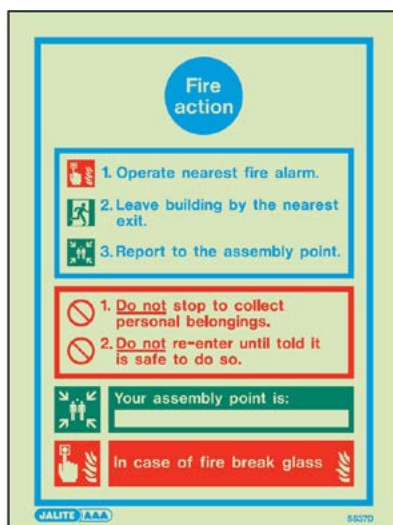 Fire
action
1. Operate nearest fire alarm.
2. Leave building by the nearest
exit.
3. Report to the assembly point.
1. Do not stop to collect
personal belongings.
2. Do not re-enter until told it
is safe to do so.
Your assembly point is:
In case of fire break glass
JALITE AAA
5537D